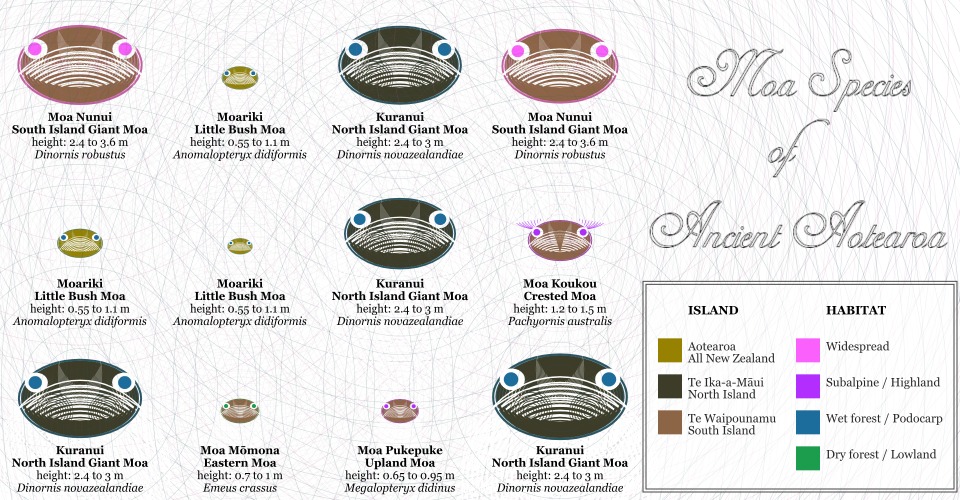 Moa Nunui
South Island Giant Moa
height: 2.4 to 3.6 m
Dinornis robustus
Moariki
Little Bush Moa
height: 0.55 to 1.1 m
Anomalopteryx didiformis
Kuranui
North Island Giant Moa
height: 2.4 to 3 m
Dinornis novazealandiae
Moa Nunui
South Island Giant Moa
height: 2.4 to 3.6 m
Dinornis robustus
Moariki
Little Bush Moa
height: 0.55 to 1.1 m
Anomalopteryx didiformis
Moariki
Little Bush Moa
height: 0.55 to 1.1 m
Anomalopteryx didiformis
Kuranui
North Island Giant Moa
height: 2.4 to 3 m
Dinornis novazealandiae
Moa Koukou
Crested Moa
height: 1.2 to 1.5 m
Pachyornis australis
Kuranui
North Island Giant Moa
height: 2.4 to 3 m
Dinornis novazealandiae
Moa Mōmona
Eastern Moa
height: 0.7 to 1 m
Emeus crassus
Moa Pukepuke
Upland Moa
height: 0.65 to 0.95 m
Megalopteryx didinus
Kuranui
North Island Giant Moa
height: 2.4 to 3 m
Dinornis novazealandiae
Moa Species
of
Ancient Aotearoa
ISLAND
Aotearoa
All New Zealand
Te Ika-a-Māui
North Island
Te Waipounamu
South Island
HABITAT
Widespread
Subalpine / Highland
Wet forest / Podocarp
Dry forest / Lowland